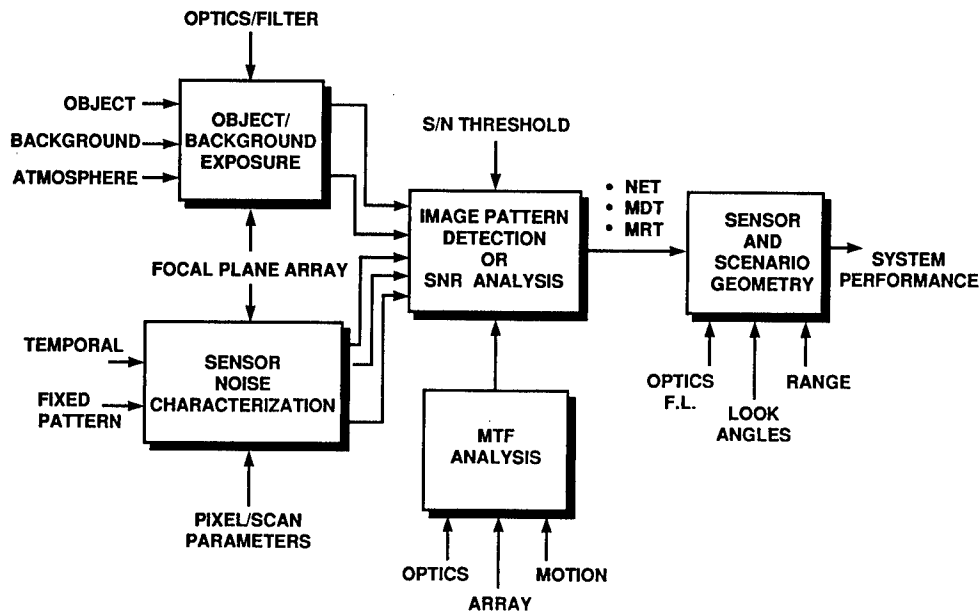 OPTICS/FILTER
OBJECT
BACKGROUND
ATMOSPHERE
OBJECT/
BACKGROUND
EXPOSURE
S/N THRESHOLD
IMAGE PATTERN
DETECTION
OR
SNR ANALYSIS
• NET
• MDT
• MRT
SENSOR
AND
SCENARIO
GEOMETRY
SYSTEM
PERFORMANCE
FOCAL PLANE ARRAY
TEMPORAL
FIXED
PATTERN
SENSOR
NOISE
CHARACTERIZATION
PIXEL/SCAN
PARAMETERS
MTF
ANALYSIS
OPTICS
ARRAY
MOTION
OPTICS
F.L.
LOOK
ANGLES
RANGE